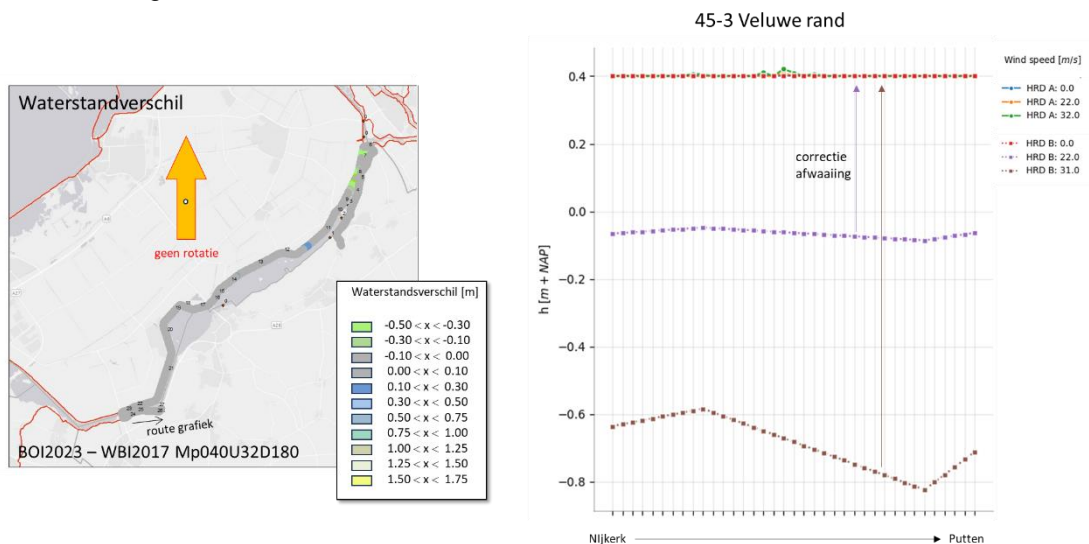 45-3 Veluwe rand
Waterstandverschil
geen rotatie
route grafiek
BOI2023 – WBI2017 Mp040U32D180
Waterstandsverschil [m]
-0.50 < x < -0.30
-0.30 < x < -0.10
-0.10 < x < 0.00
0.00 < x < 0.10
0.10 < x < 0.30
0.30 < x < 0.50
0.50 < x < 0.75
0.75 < x < 1.00
1.00 < x < 1.25
1.25 < x < 1.50
1.50 < x < 1.75
h [m + NAP]
0.4
0.2
0.0
−0.2
−0.4
−0.6
−0.8
correctie
afwaaiing
NIjkerk
Putten
Wind speed [m/s]
HRD A: 0.0
HRD A: 22.0
HRD A: 32.0
HRD B: 0.0
HRD B: 22.0
HRD B: 31.0